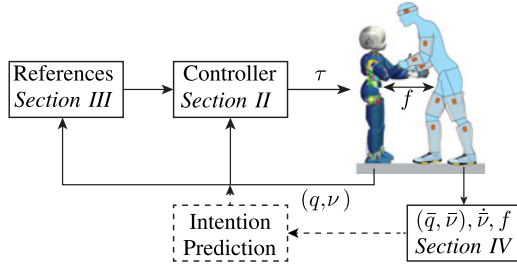 References
Section III
Controller
Section II
τ
f
(q,ν)
Intention
Prediction
(q̄, ν̄), ν̄̇, f
Section IV